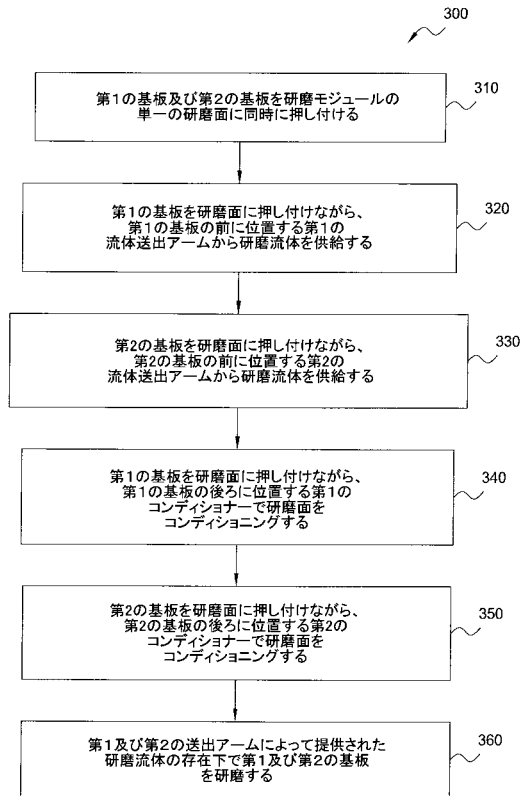 300
第1の基板及び第2の基板を研磨モジュールの
単一の研磨面に同時に押し付ける
310
第1の基板を研磨面に押し付けながら、
第1の基板の前に位置する第1の
流体送出アームから研磨流体を供給する
320
第2の基板を研磨面に押し付けながら、
第2の基板の前に位置する第2の
流体送出アームから研磨流体を供給する
330
第1の基板を研磨面に押し付けながら、
第1の基板の後ろに位置する第1の
コンディショナーで研磨面を
コンディショニングする
340
第2の基板を研磨面に押し付けながら、
第2の基板の後ろに位置する第2の
コンディショナーで研磨面を
コンディショニングする
350
第1及び第2の送出アームによって提供された
研磨流体の存在下で第1及び第2の基板
を研磨する
360